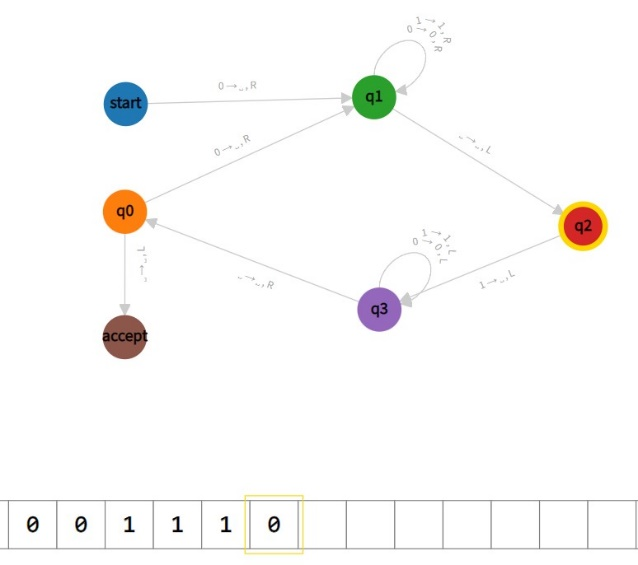 1→1,R
0→0,R
start
0→_,R
q1
0→_,R
_→_,L
q0
q2
1→1,L
0→0,L
_→_,L
_→_,R
1→_,L
q3
accept
0 0 1 1 1 0